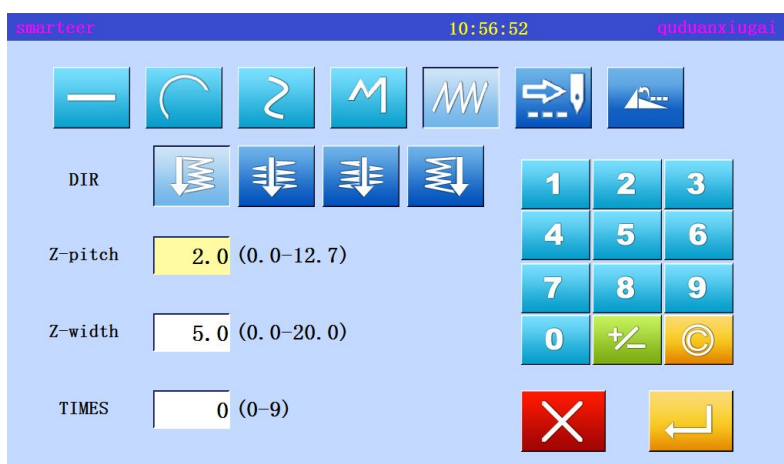 smarteer 10:56:52 quduanxiugai
DIR
1 2 3
Z-pitch 2.0 (0.0-12.7)
4 5 6
7 8 9
Z-width 5.0 (0.0-20.0)
0 +/- ©
TIMES 0 (0-9)